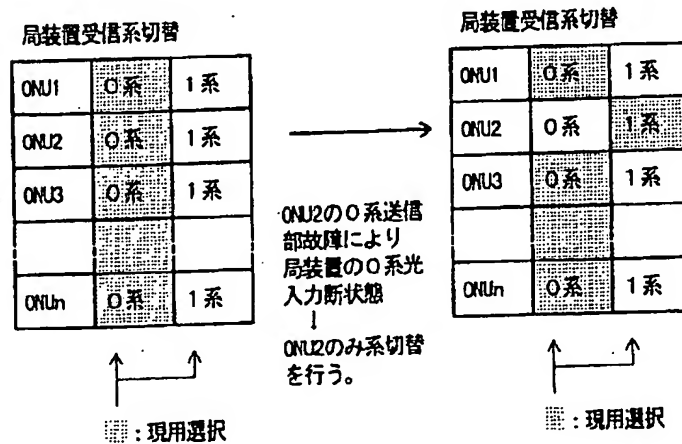 局装置受信系切替
ONU1 0系 1系
ONU2 0系 1系
ONU3 0系 1系
ONUn 0系 1系
：現用選択
ONU2の0系送信
部故障により
局装置の0系光
入力断状態
↓
ONU2のみ系切替
を行う。
局装置受信系切替
ONU1 0系 1系
ONU2 0系 1系
ONU3 0系 1系
ONUn 0系 1系
：現用選択